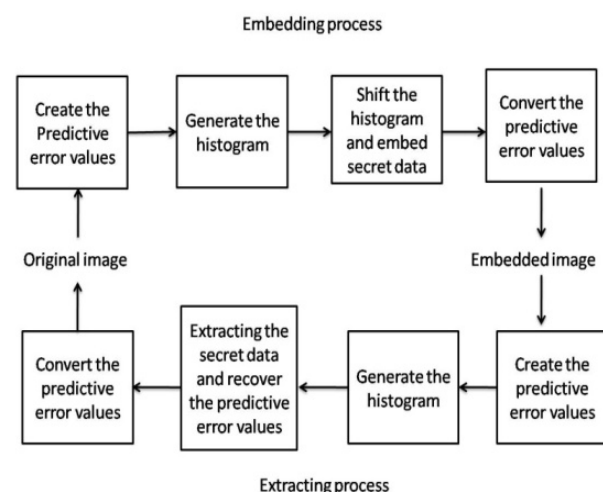 Embedding process
Create the
Predictive
error values
Generate the
histogram
Shift the
histogram
and embed
secret data
Convert the
predictive
error values
Original image
Embedded image
Convert the
predictive
error values
Extracting the
secret data
and recover
the predictive
error values
Generate the
histogram
Create the
predictive
error values
Extracting process